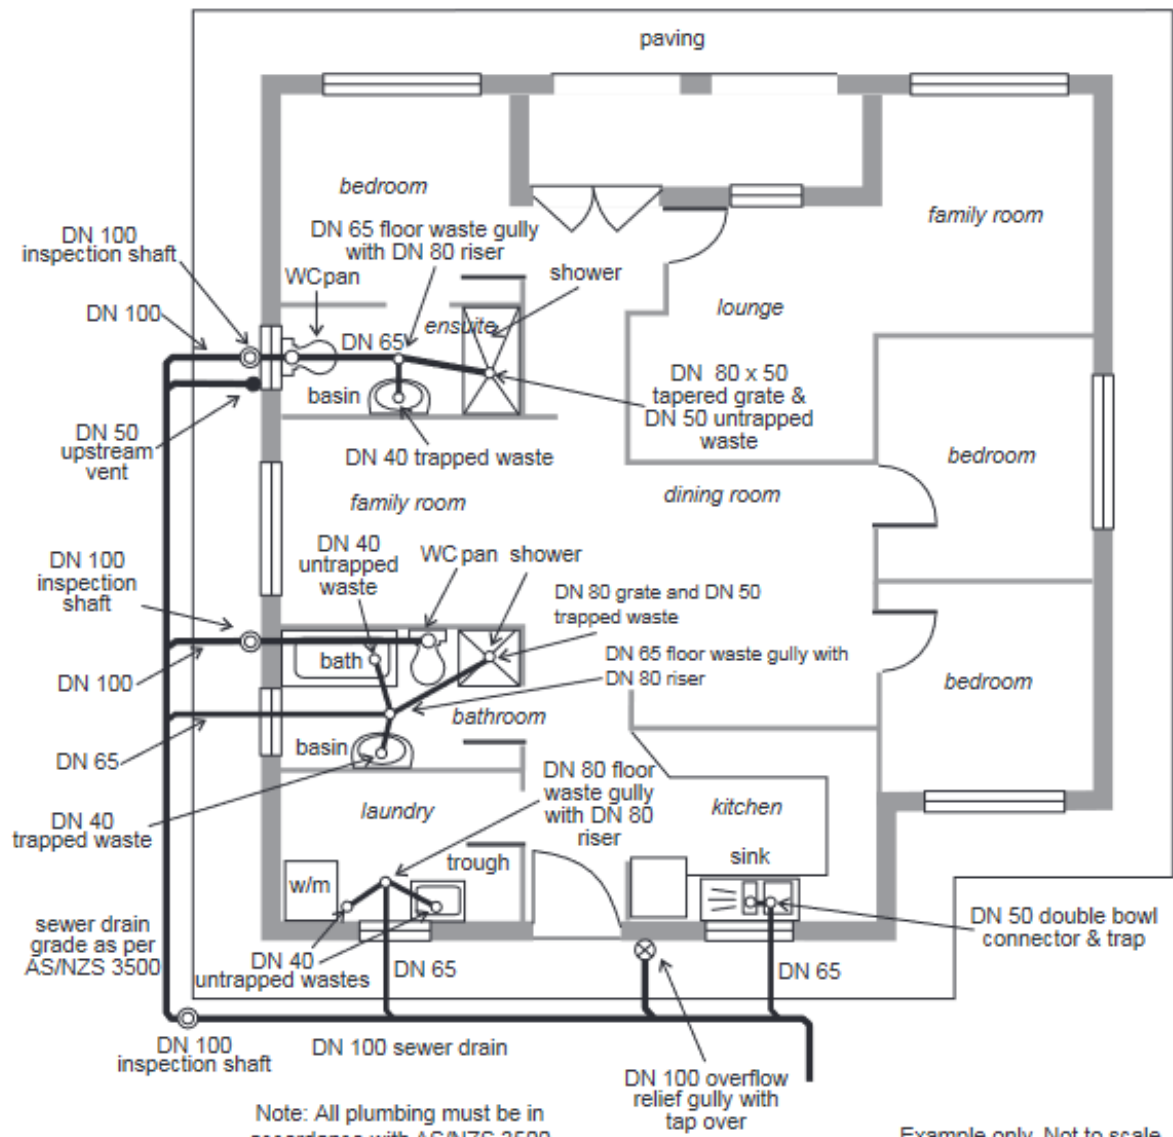 paving
bedroom
family room
DN 65 floor waste gully
with DN 80 riser
DN 100
inspection shaft
WC pan
shower
DN 100
lounge
ensuite
DN 65
basin
DN 80 x 50
tapered grate &
DN 50 untrapped
waste
DN 50
upstream
vent
DN 40 trapped waste
bedroom
family room
dining room
DN 40
untrapped
waste
WC pan shower
DN 100
inspection
shaft
DN 80 grate and DN 50
trapped waste
bath
DN 65 floor waste gully with
DN 80 riser
DN 100
bedroom
bathroom
basin
DN 65
DN 80 floor
waste gully
with DN 80
riser
laundry
kitchen
DN 40
trapped waste
trough
sink
w/m
DN 50 double bowl
connector & trap
sewer drain
grade as per
AS/NZS 3500
DN 40
untrapped wastes
DN 65
DN 65
DN 100
inspection shaft
DN 100 sewer drain
DN 100 overflow
relief gully with
tap over
Note: All plumbing must be in
accordance with AS/NZS 3500
Example only. Not to scale